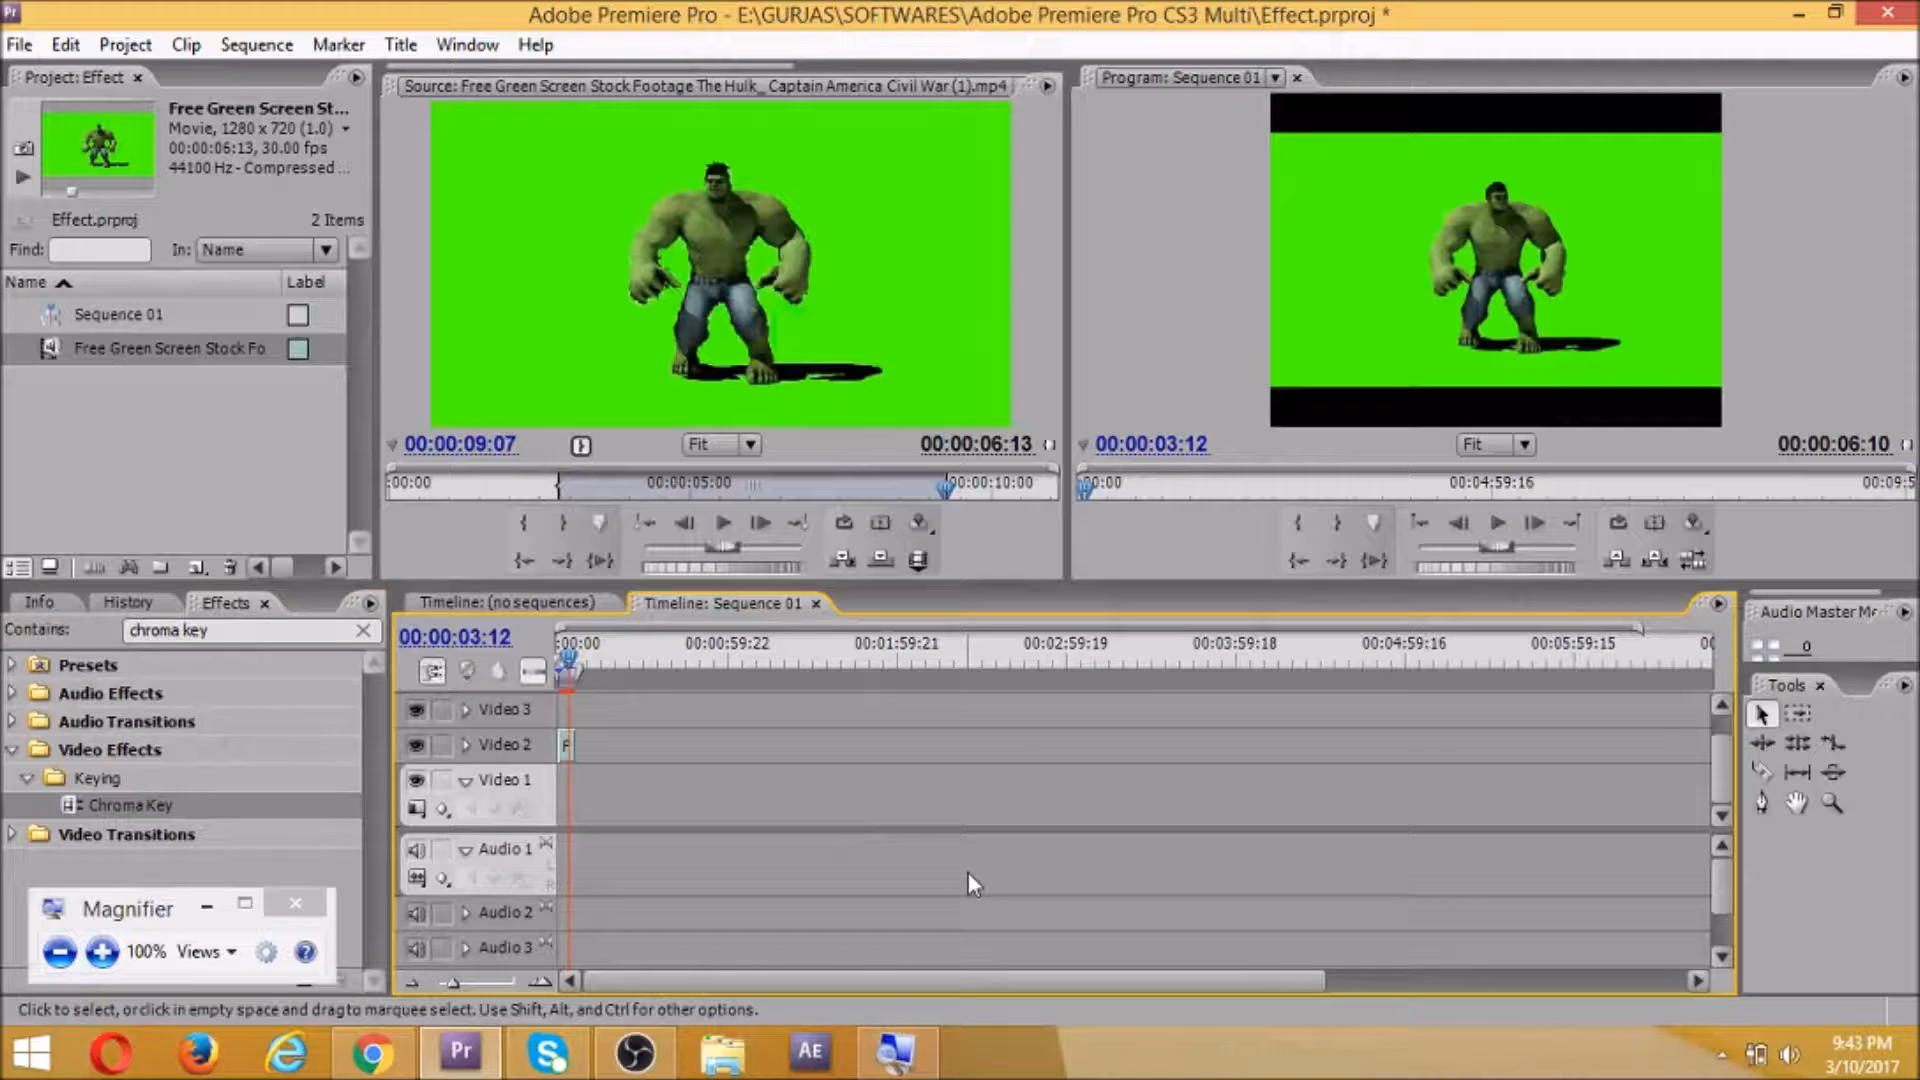 Pr
Adobe Premiere Pro - E:\GURJAS\SOFTWARES\Adobe Premiere Pro CS3 Multi\Effect.prproj *
File Edit Project Clip Sequence Marker Title Window Help
Project: Effect
Free Green Screen St...
Movie, 1280 x 720 (1.0)
00:00:06:13, 30.00 fps
44100 Hz - Compressed ...
Effect.prproj 2 Items
Find: In: Name
Name Label
Sequence 01
Free Green Screen Stock Fo
Source: Free Green Screen Stock Footage The Hulk_ Captain America Civil War (1).mp4
00:00:09:07 Fit 00:00:06:13
:00:00 00:00:05:00 00:00:10:00
Program: Sequence 01
00:00:03:12 Fit 00:00:06:10
00:00 00:04:59:16 00:09:5
Info History Effects
Contains: chroma key
Presets
Audio Effects
Audio Transitions
Video Effects
Keying
Chroma Key
Video Transitions
Magnifier
100% Views
Timeline: (no sequences) Timeline: Sequence 01
00:00:03:12
:00:00 00:00:59:22 00:01:59:21 00:02:59:19 00:03:59:18 00:04:59:16 00:05:59:15 00
Video 3
Video 2
F
Video 1
Audio 1
Audio 2
Audio 3
Audio Master Me
0
Tools
Click to select, or click in empty space and drag to marquee select. Use Shift, Alt, and Ctrl for other options.
Pr
AE
9:43 PM
3/10/2017